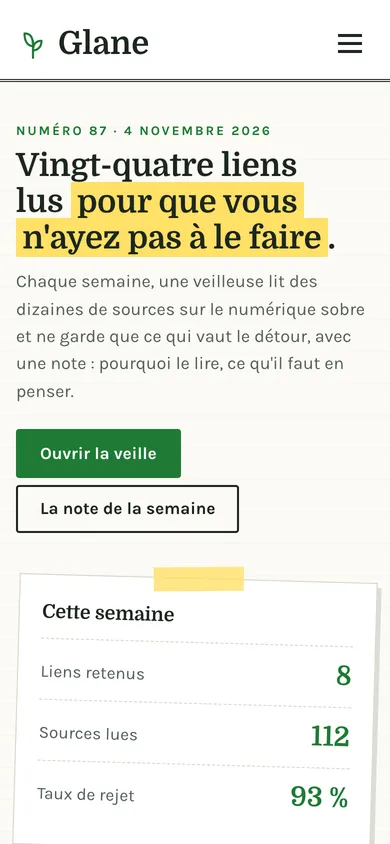 Glane
NUMÉRO 87 · 4 NOVEMBRE 2026
Vingt-quatre liens
lus pour que vous
n'ayez pas à le faire.
Chaque semaine, une veilleuse lit des
dizaines de sources sur le numérique sobre
et ne garde que ce qui vaut le détour, avec
une note : pourquoi le lire, ce qu'il faut en
penser.
Ouvrir la veille
La note de la semaine
Cette semaine
Liens retenus 8
Sources lues 112
Taux de rejet 93 %